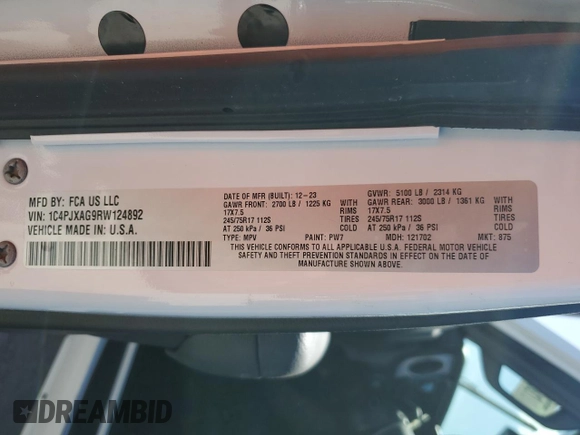 MFD BY: FCA US LLC
VIN: 1C4PJXAG9RW124892
VEHICLE MADE IN: U.S.A.
DATE OF MFR (BUILT): 12-23
GVWR: 5100 LB / 2314 KG
GAWR FRONT: 2700 LB / 1225 KG WITH
GAWR REAR: 3000 LB / 1361 KG WITH
17X7.5 RIMS
17X7.5 RIMS
245/75R17 112S TIRES
245/75R17 112S TIRES
AT 250 kPa / 36 PSI COLD
AT 250 kPa / 36 PSI COLD
TYPE: MPV PAINT: PW7 MDH: 121702 MKT: 875
THIS VEHICLE CONFORMS TO ALL APPLICABLE U.S.A. FEDERAL MOTOR VEHICLE
SAFETY AND THEFT PREVENTION STANDARDS IN EFFECT ON THE DATE OF
MANUFACTURE SHOWN ABOVE.
DREAMBID